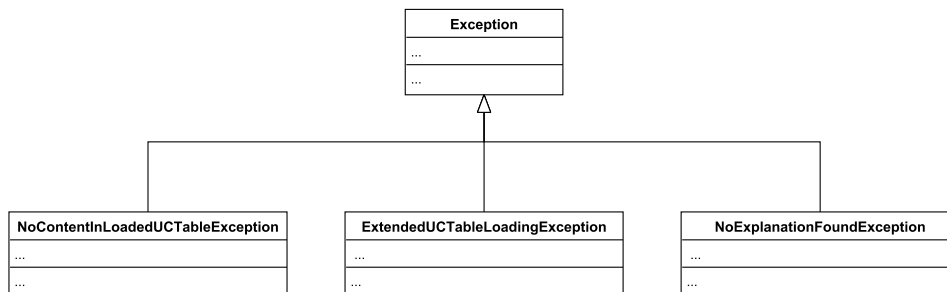 Exception
...
...
NoContentInLoadedUCTableException
ExtendedUCTableLoadingException
NoExplanationFoundException
...
...
...
...
...
...